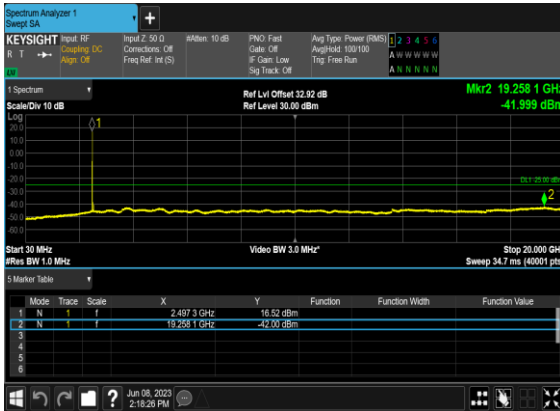 Spectrum Analyzer 1
Swept SA
+
KEYSIGHT Input: RF Input Z: 50 Ω #Atten: 10 dB PNO: Fast Avg Type: Power (RMS) 1 2 3 4 5 6
R T Coupling: DC Corrections: Off Gate: Off Avg|Hold: 100/100 A W W W W W
Align: Off Freq Ref: Int (S) IF Gain: Low Trig: Free Run A N N N N N
Sig Track: Off
1 Spectrum
Scale/Div 10 dB
Ref Lvl Offset 32.92 dB
Ref Level 30.00 dBm
Mkr2 19.258 1 GHz
-41.999 dBm
Log
1
20.0
10.0
0.00
-10.0
-20.0
DL1 -25.00 dBm
-30.0
2
-40.0
-50.0
-60.0
Start 30 MHz Video BW 3.0 MHz* Stop 20.000 GHz
#Res BW 1.0 MHz Sweep 34.7 ms (40001 pts)
5 Marker Table
Mode Trace Scale X Y Function Function Width Function Value
1 N 1 f 2.497 3 GHz 16.52 dBm
2 N 1 f 19.258 1 GHz -42.00 dBm
3
4
5
6
? Jun 08, 2023
2:18:26 PM